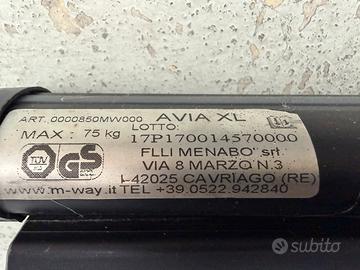 ART. 0000850MW000 AVIA XL
MAX: 75 kg LOTTO:
17P170014570000
FLLI MENABO' srl
VIA 8 MARZO N.3
I-42025 CAVRIAGO (RE)
www.m-way.it TEL +39.0522.942840
TÜV
GS
subito